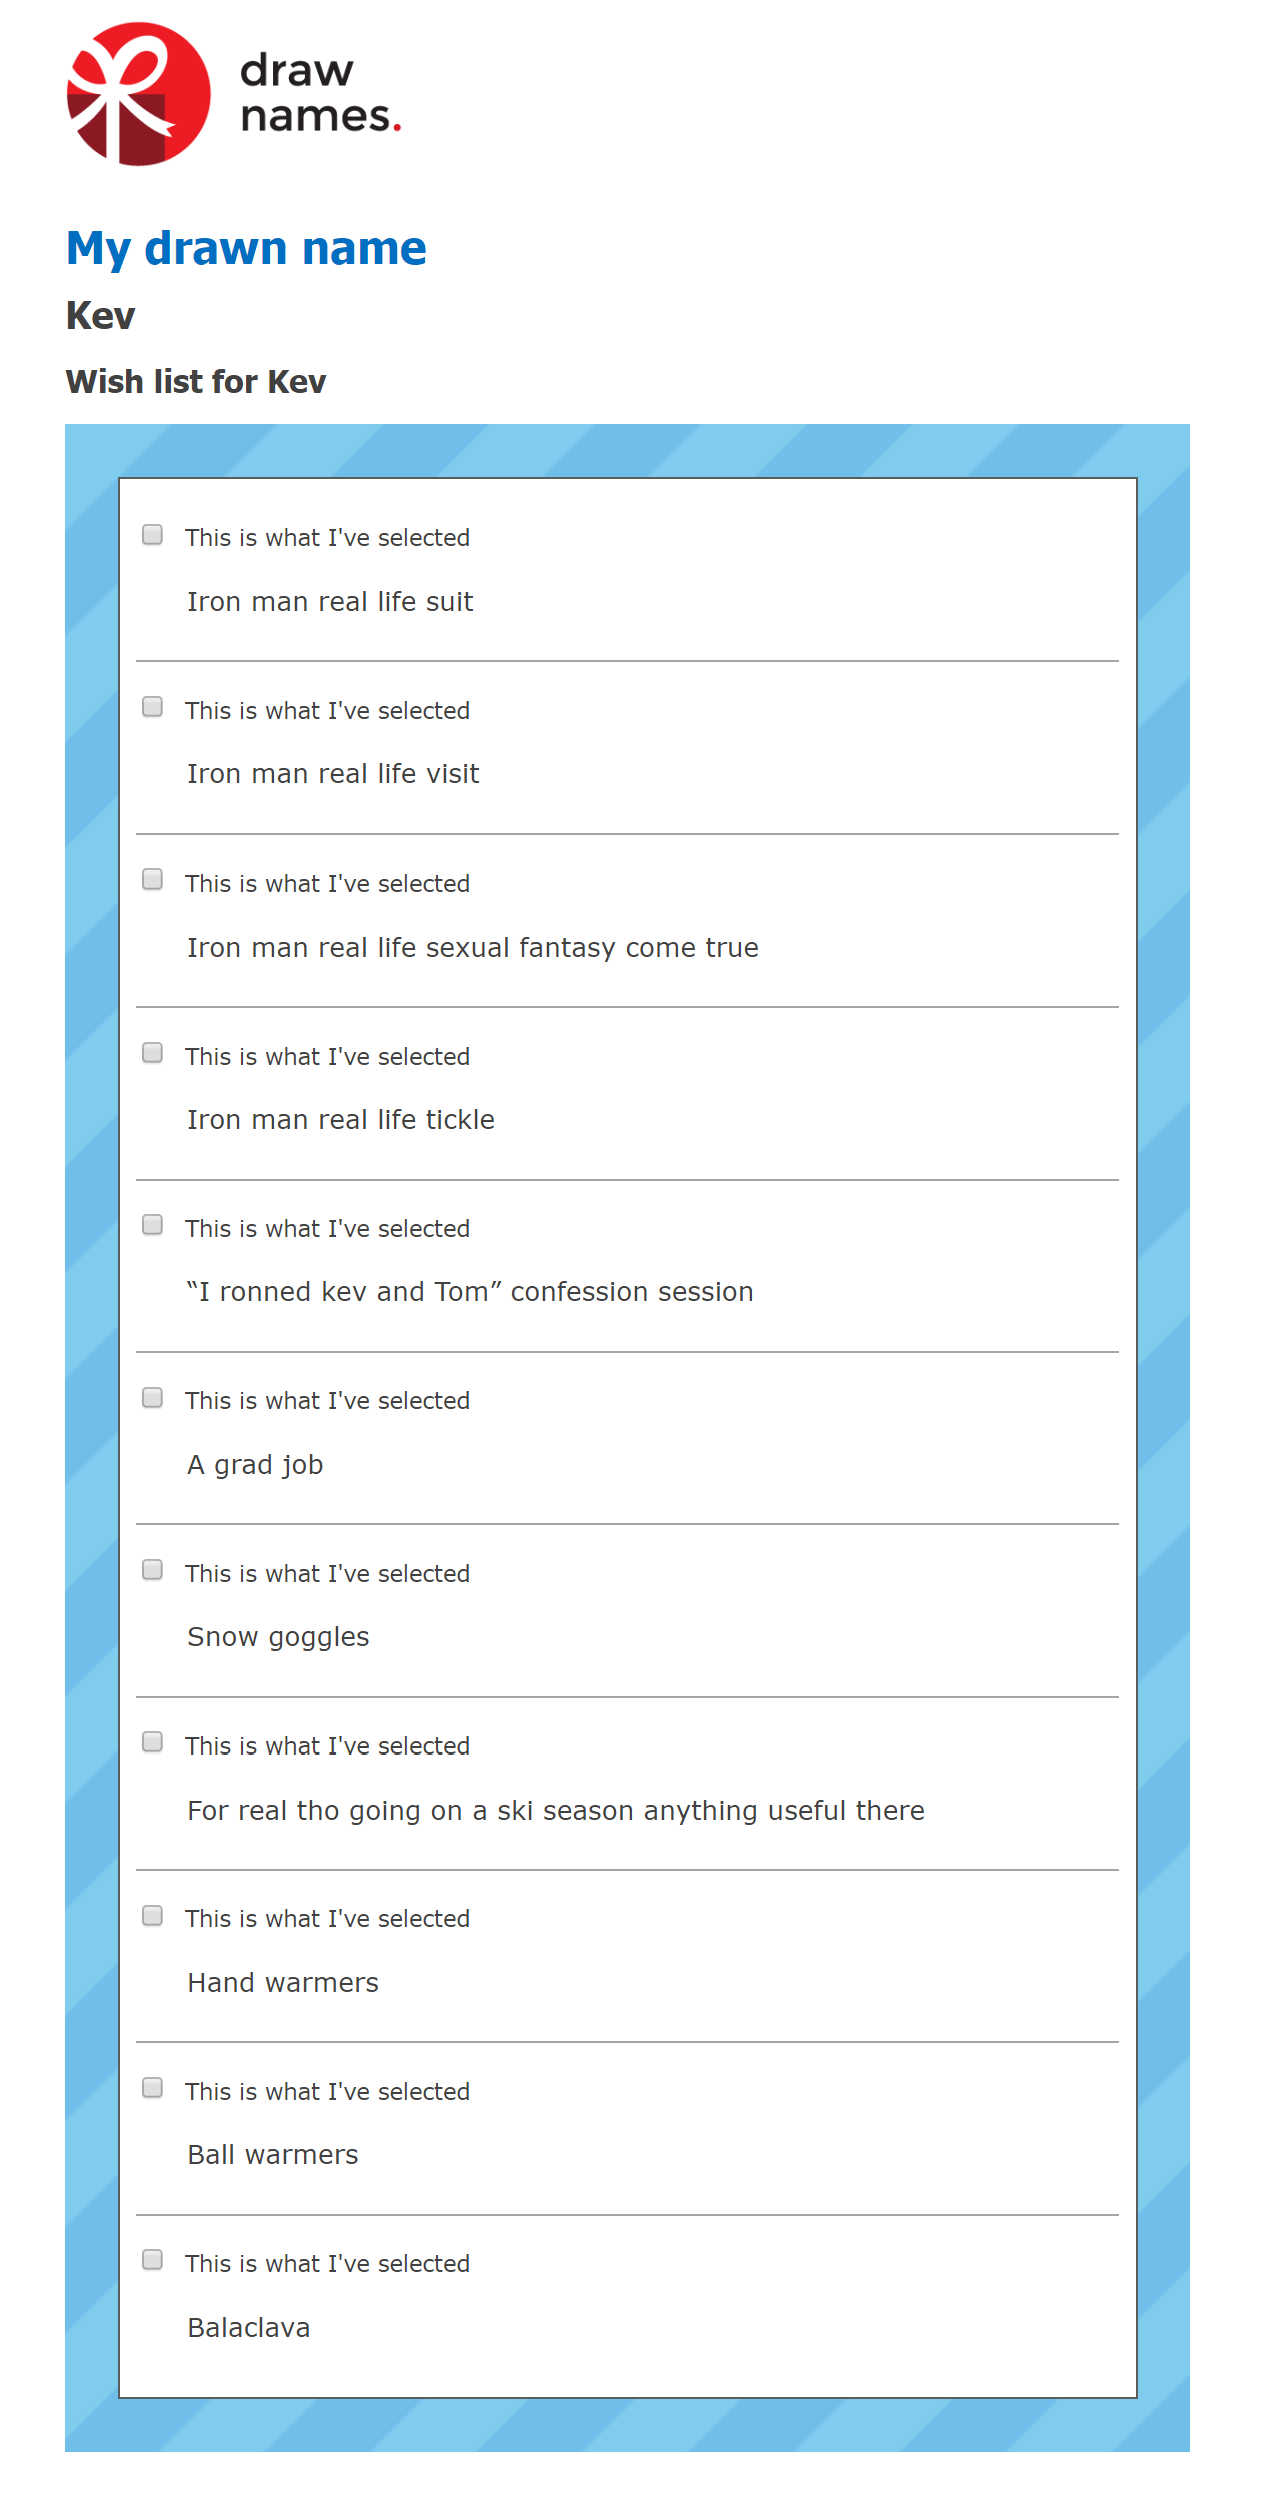 draw
names.
My drawn name
Kev
Wish list for Kev
This is what I've selected
Iron man real life suit
This is what I've selected
Iron man real life visit
This is what I've selected
Iron man real life sexual fantasy come true
This is what I've selected
Iron man real life tickle
This is what I've selected
“I ronned kev and Tom” confession session
This is what I've selected
A grad job
This is what I've selected
Snow goggles
This is what I've selected
For real tho going on a ski season anything useful there
This is what I've selected
Hand warmers
This is what I've selected
Ball warmers
This is what I've selected
Balaclava